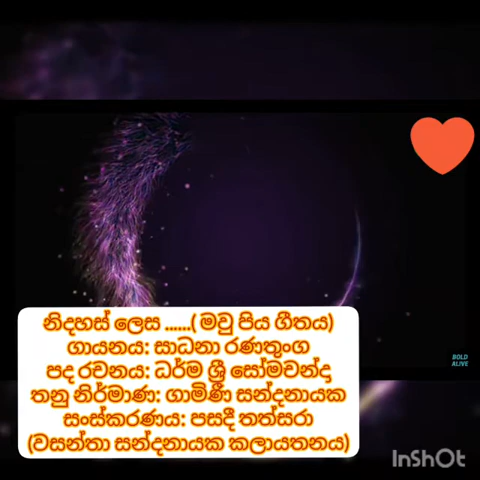 BOLD
ALIVE
නිදහස් ලෙස ......( මවු පිය ගීතය)
ගායනය: සාධනා රණතුංග
පද රචනය: ධර්ම ශ්‍රී සෝමචන්ද්‍ර
තනු නිර්මාණ: ගාමිණී සන්දනායක
සංස්කරණය: පසදී තත්සරා
(වසන්තා සන්දනායක කලායතනය)
InShOt